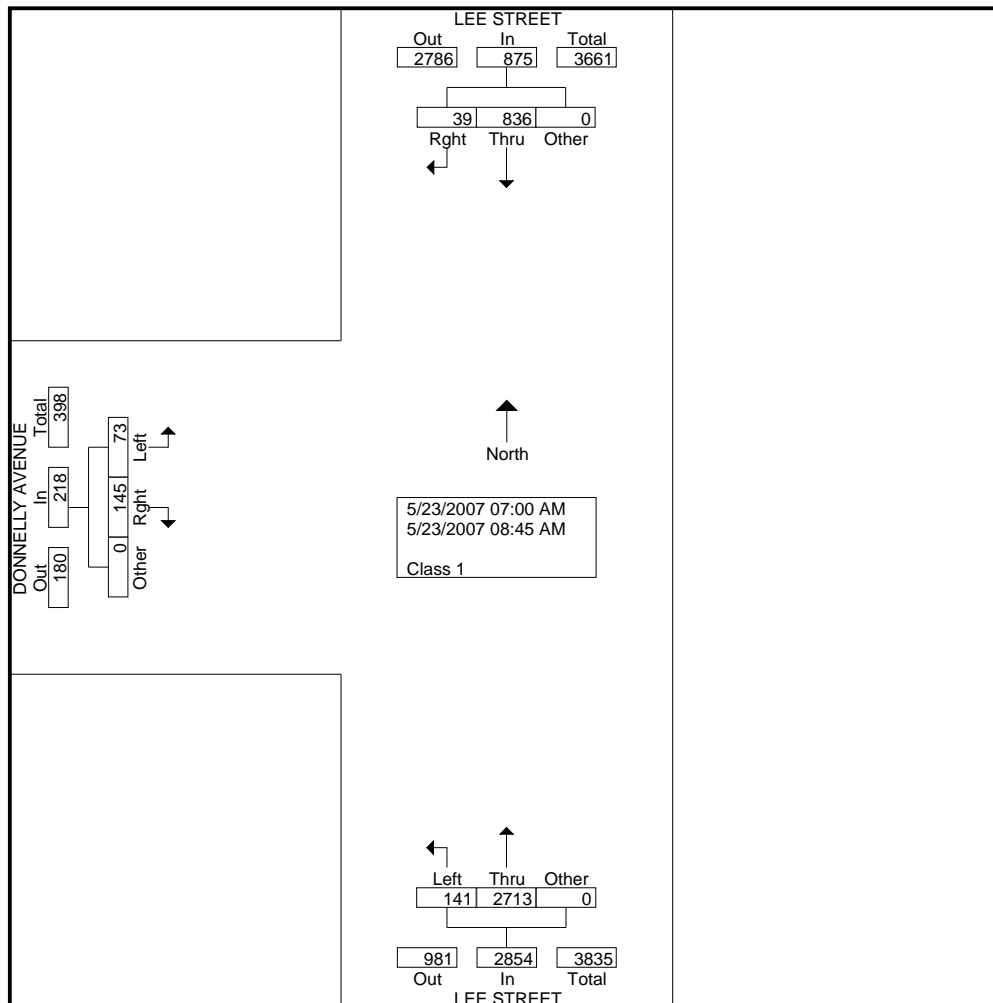 LEE STREET
Out In Total
2786 875 3661
39 836 0
Rght Thru Other
DONNELLY AVENUE
Out In Total
180 218 398
0 145 73
Other Rght Left
North
5/23/2007 07:00 AM
5/23/2007 08:45 AM
Class 1
Left Thru Other
141 2713 0
981 2854 3835
Out In Total
LEE STREET